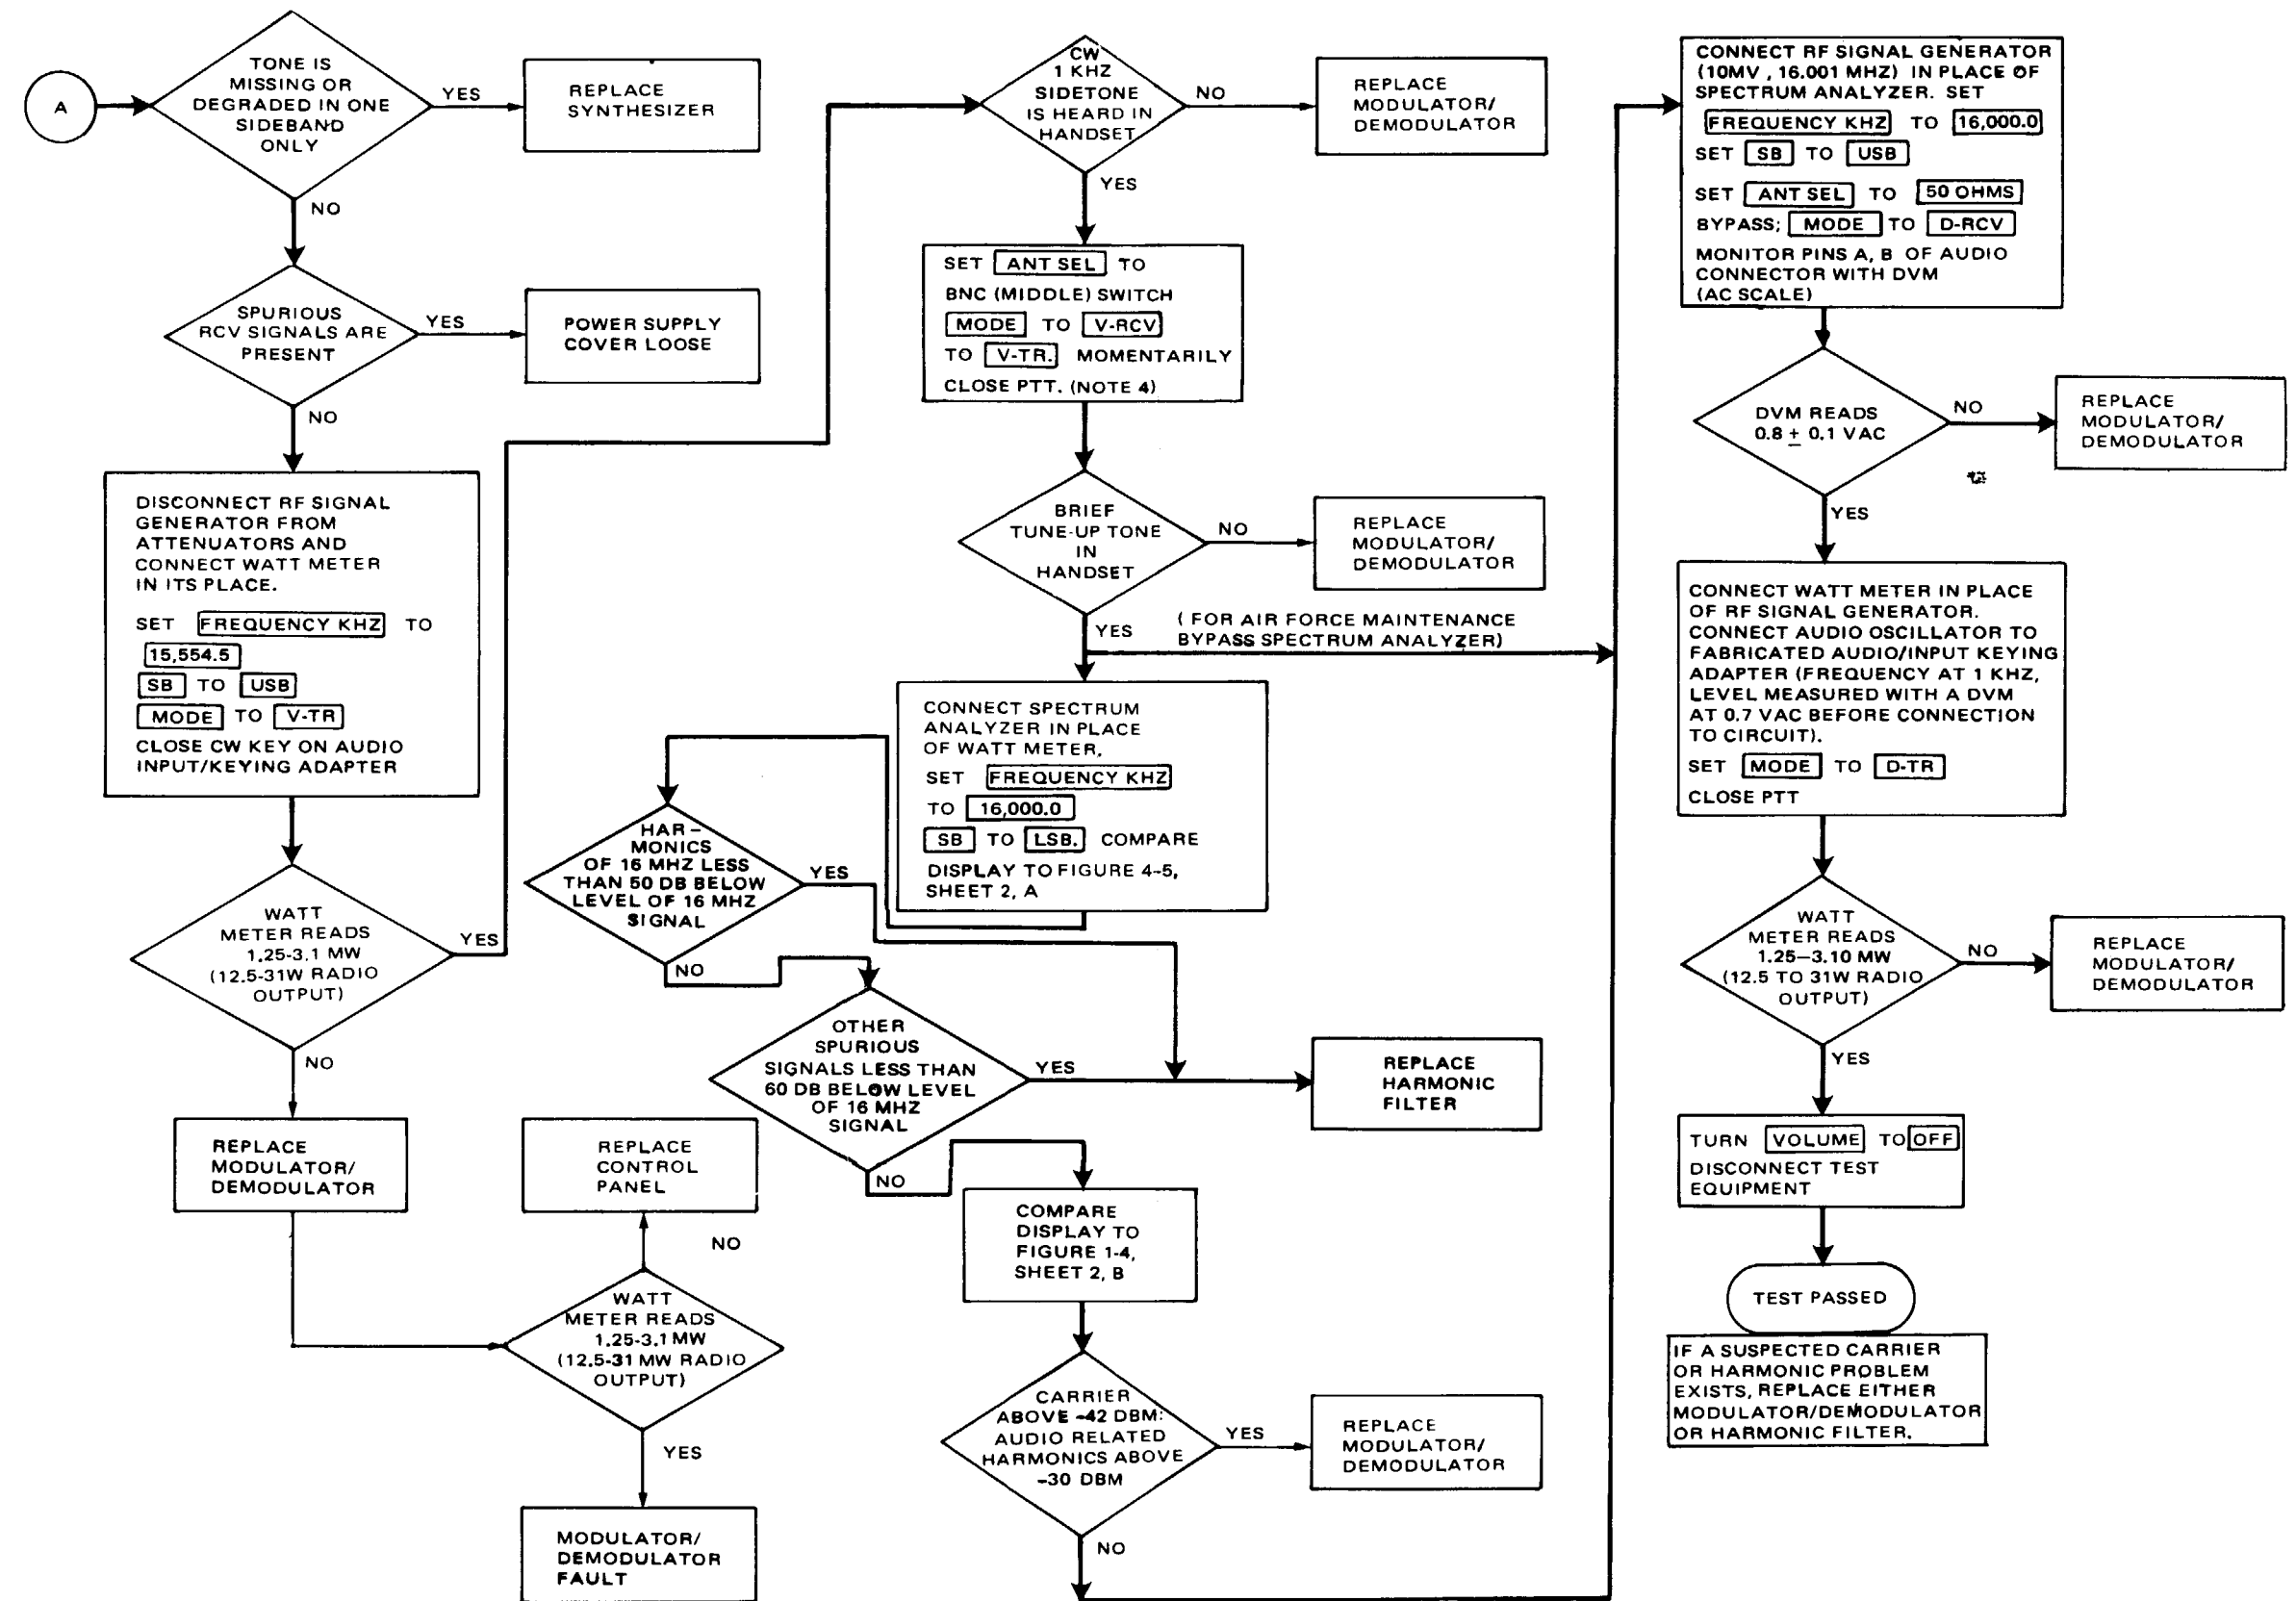 A
TONE IS
MISSING OR
DEGRADED IN ONE
SIDEBAND
ONLY
YES
REPLACE
SYNTHESIZER
NO
SPURIOUS
RCV SIGNALS ARE
PRESENT
YES
POWER SUPPLY
COVER LOOSE
NO
DISCONNECT RF SIGNAL
GENERATOR FROM
ATTENUATORS AND
CONNECT WATT METER
IN ITS PLACE.
SET FREQUENCY KHZ TO
15,554.5
SB TO USB
MODE TO V-TR
CLOSE CW KEY ON AUDIO
INPUT/KEYING ADAPTER
WATT
METER READS
1.25-3.1 MW
(12.5-31W RADIO
OUTPUT)
YES
NO
REPLACE
MODULATOR/
DEMODULATOR
REPLACE
CONTROL
PANEL
NO
WATT
METER READS
1.25-3.1 MW
(12.5-31 MW RADIO
OUTPUT)
YES
MODULATOR/
DEMODULATOR
FAULT
CW
1 KHZ
SIDETONE
IS HEARD IN
HANDSET
NO
REPLACE
MODULATOR/
DEMODULATOR
YES
SET ANT SEL TO
BNC (MIDDLE) SWITCH
MODE TO V-RCV
TO V-TR. MOMENTARILY
CLOSE PTT. (NOTE 4)
BRIEF
TUNE-UP TONE
IN
HANDSET
NO
REPLACE
MODULATOR/
DEMODULATOR
YES
( FOR AIR FORCE MAINTENANCE
BYPASS SPECTRUM ANALYZER)
CONNECT SPECTRUM
ANALYZER IN PLACE
OF WATT METER.
SET FREQUENCY KHZ
TO 16,000.0
SB TO LSB. COMPARE
DISPLAY TO FIGURE 4-5,
SHEET 2, A
HAR-
MONICS
OF 16 MHZ LESS
THAN 50 DB BELOW
LEVEL OF 16 MHZ
SIGNAL
YES
NO
OTHER
SPURIOUS
SIGNALS LESS THAN
60 DB BELOW LEVEL
OF 16 MHZ
SIGNAL
YES
REPLACE
HARMONIC
FILTER
NO
COMPARE
DISPLAY TO
FIGURE 1-4,
SHEET 2, B
CARRIER
ABOVE -42 DBM:
AUDIO RELATED
HARMONICS ABOVE
-30 DBM
YES
REPLACE
MODULATOR/
DEMODULATOR
NO
CONNECT RF SIGNAL GENERATOR
(10MV , 16.001 MHZ) IN PLACE OF
SPECTRUM ANALYZER. SET
FREQUENCY KHZ TO 16,000.0
SET SB TO USB
SET ANT SEL TO 50 OHMS
BYPASS; MODE TO D-RCV
MONITOR PINS A, B OF AUDIO
CONNECTOR WITH DVM
(AC SCALE)
DVM READS
0.8 ± 0.1 VAC
NO
REPLACE
MODULATOR/
DEMODULATOR
YES
CONNECT WATT METER IN PLACE
OF RF SIGNAL GENERATOR.
CONNECT AUDIO OSCILLATOR TO
FABRICATED AUDIO/INPUT KEYING
ADAPTER (FREQUENCY AT 1 KHZ,
LEVEL MEASURED WITH A DVM
AT 0.7 VAC BEFORE CONNECTION
TO CIRCUIT).
SET MODE TO D-TR
CLOSE PTT
WATT
METER READS
1.25—3.10 MW
(12.5 TO 31W RADIO
OUTPUT)
NO
REPLACE
MODULATOR/
DEMODULATOR
YES
TURN VOLUME TO OFF
DISCONNECT TEST
EQUIPMENT
TEST PASSED
IF A SUSPECTED CARRIER
OR HARMONIC PROBLEM
EXISTS, REPLACE EITHER
MODULATOR/DEMODULATOR
OR HARMONIC FILTER.